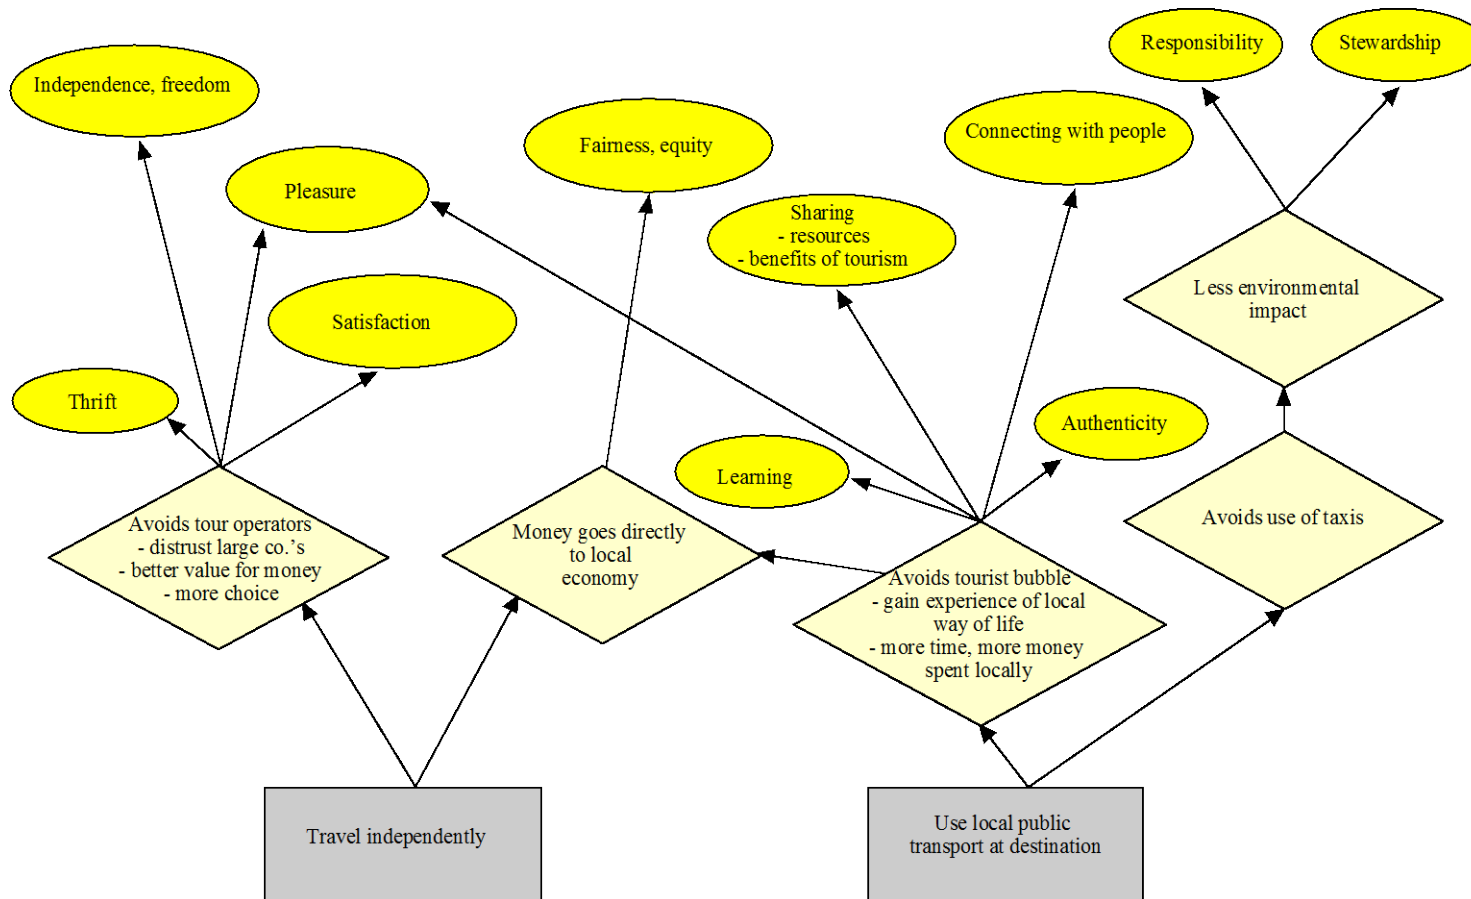 Responsibility
Stewardship
Independence, freedom
Connecting with people
Fairness, equity
Pleasure
Sharing
- resources
- benefits of tourism
Less environmental
impact
Satisfaction
Thrift
Authenticity
Learning
Avoids use of taxis
Avoids tour operators
- distrust large co.'s
- better value for money
- more choice
Money goes directly
to local
economy
Avoids tourist bubble
- gain experience of local
way of life
- more time, more money
spent locally
Travel independently
Use local public
transport at destination